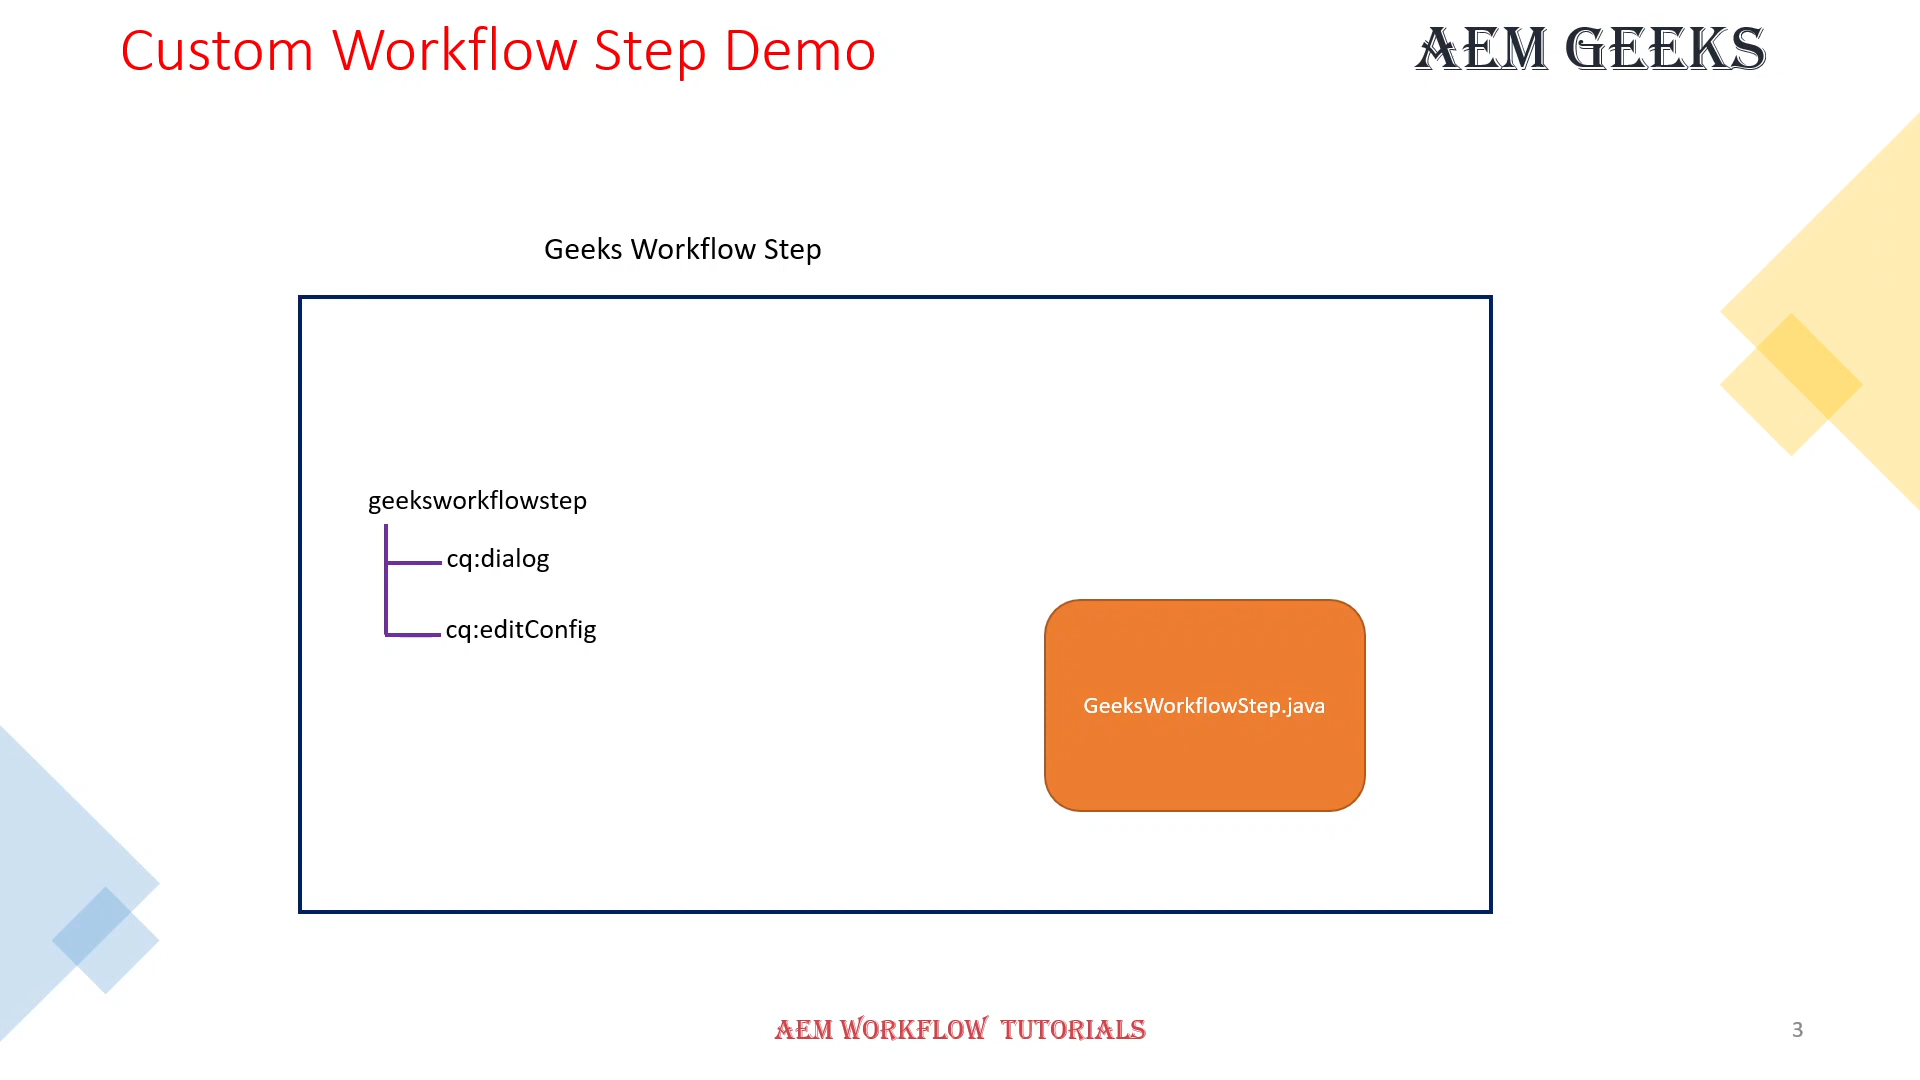 Custom Workflow Step Demo
AEM GEEKS
Geeks Workflow Step
geeksworkflowstep
cq:dialog
cq:editConfig
GeeksWorkflowStep.java
AEM WORKFLOW TUTORIALS
3